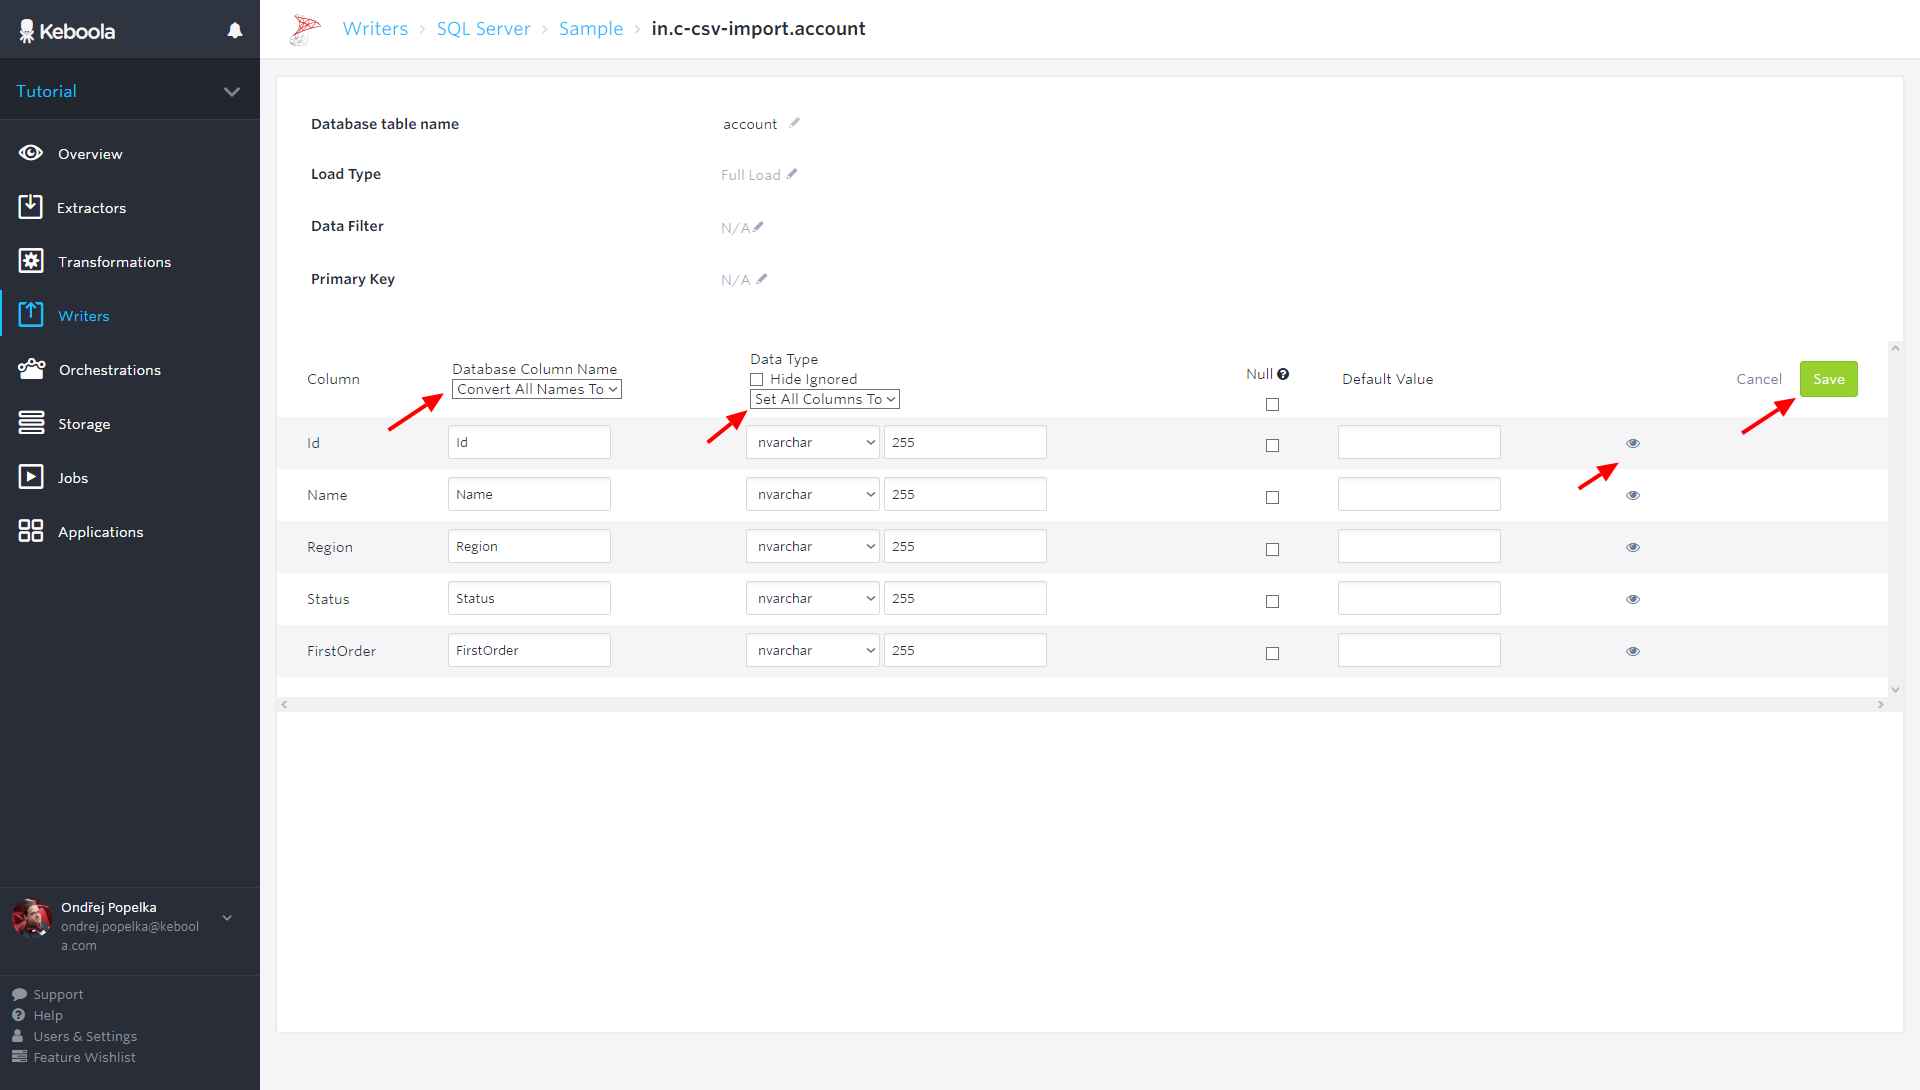 Keboola
Writers › SQL Server › Sample › in.c-csv-import.account
Tutorial
Overview
Extractors
Transformations
Writers
Orchestrations
Storage
Jobs
Applications
Database table name account
Load Type Full Load
Data Filter N/A
Primary Key N/A
Column
Database Column Name
Convert All Names To
Data Type
Hide Ignored
Set All Columns To
Null
Default Value
Cancel
Save
Id Id nvarchar 255
Name Name nvarchar 255
Region Region nvarchar 255
Status Status nvarchar 255
FirstOrder FirstOrder nvarchar 255
Ondřej Popelka
ondrej.popelka@kebool
a.com
Support
Help
Users & Settings
Feature Wishlist